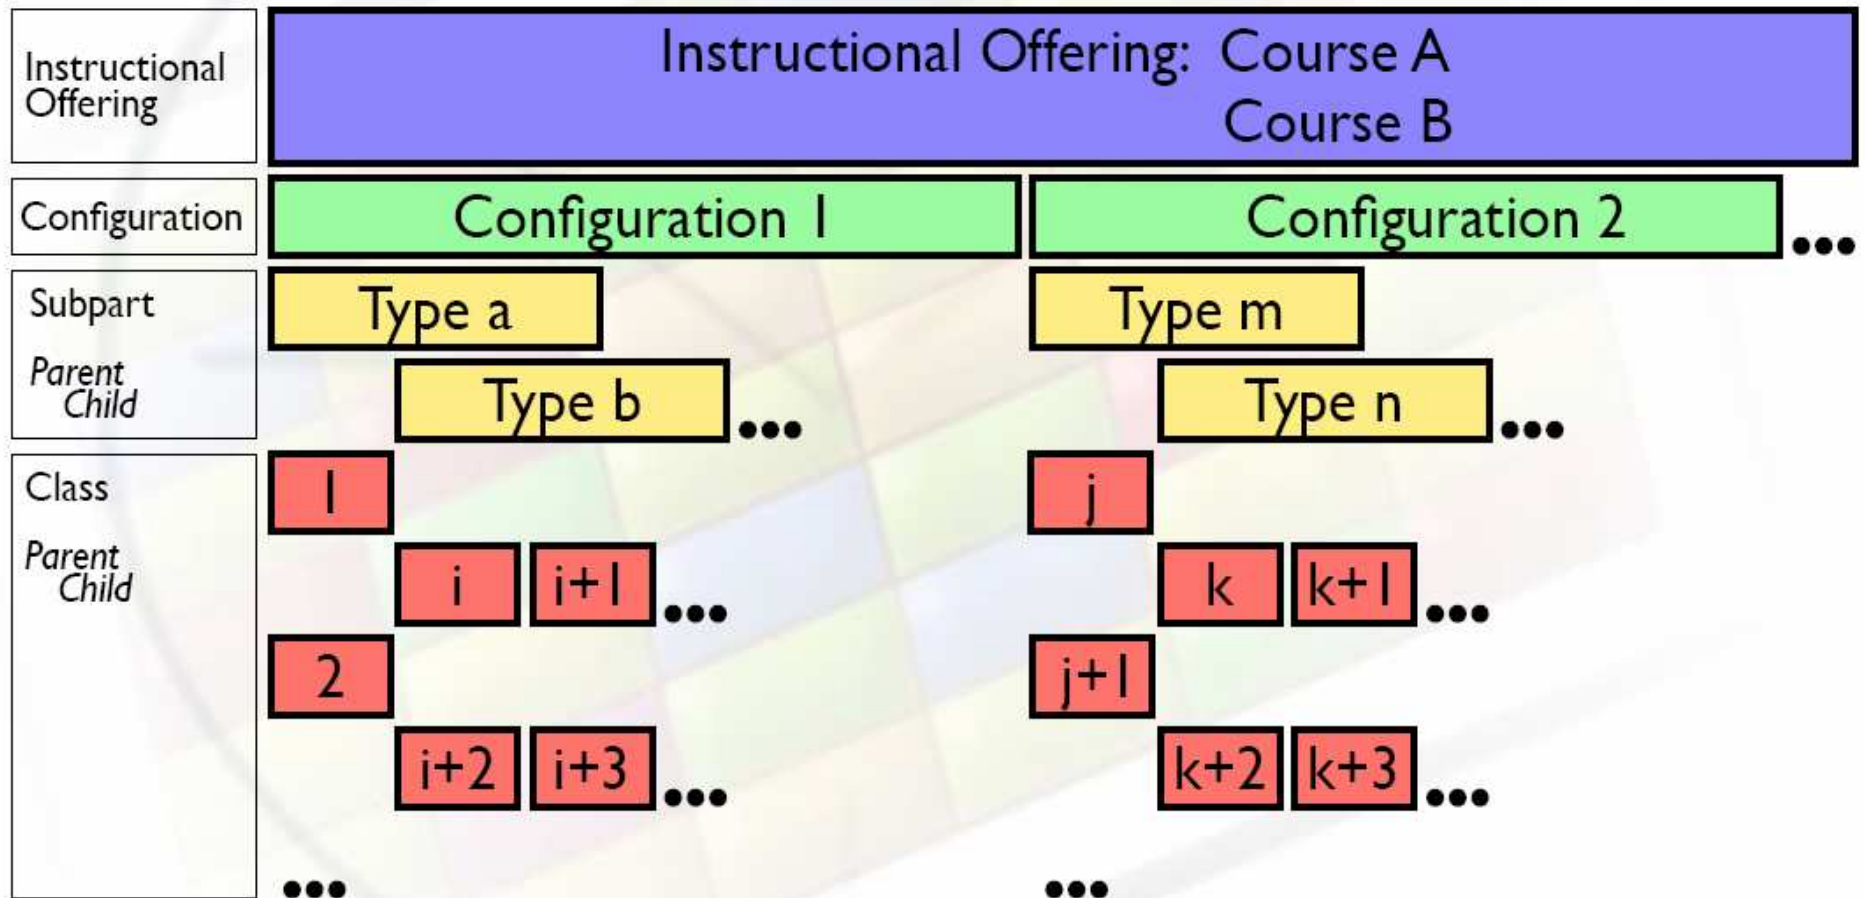 Instructional
Offering
Instructional Offering: Course A
Course B
Configuration
Configuration 1
Configuration 2
...
Subpart
Parent
Child
Type a
Type m
Type b
...
Type n
...
Class
Parent
Child
1
j
i
i+1
...
k
k+1
...
2
j+1
i+2
i+3
...
k+2
k+3
...
...
...